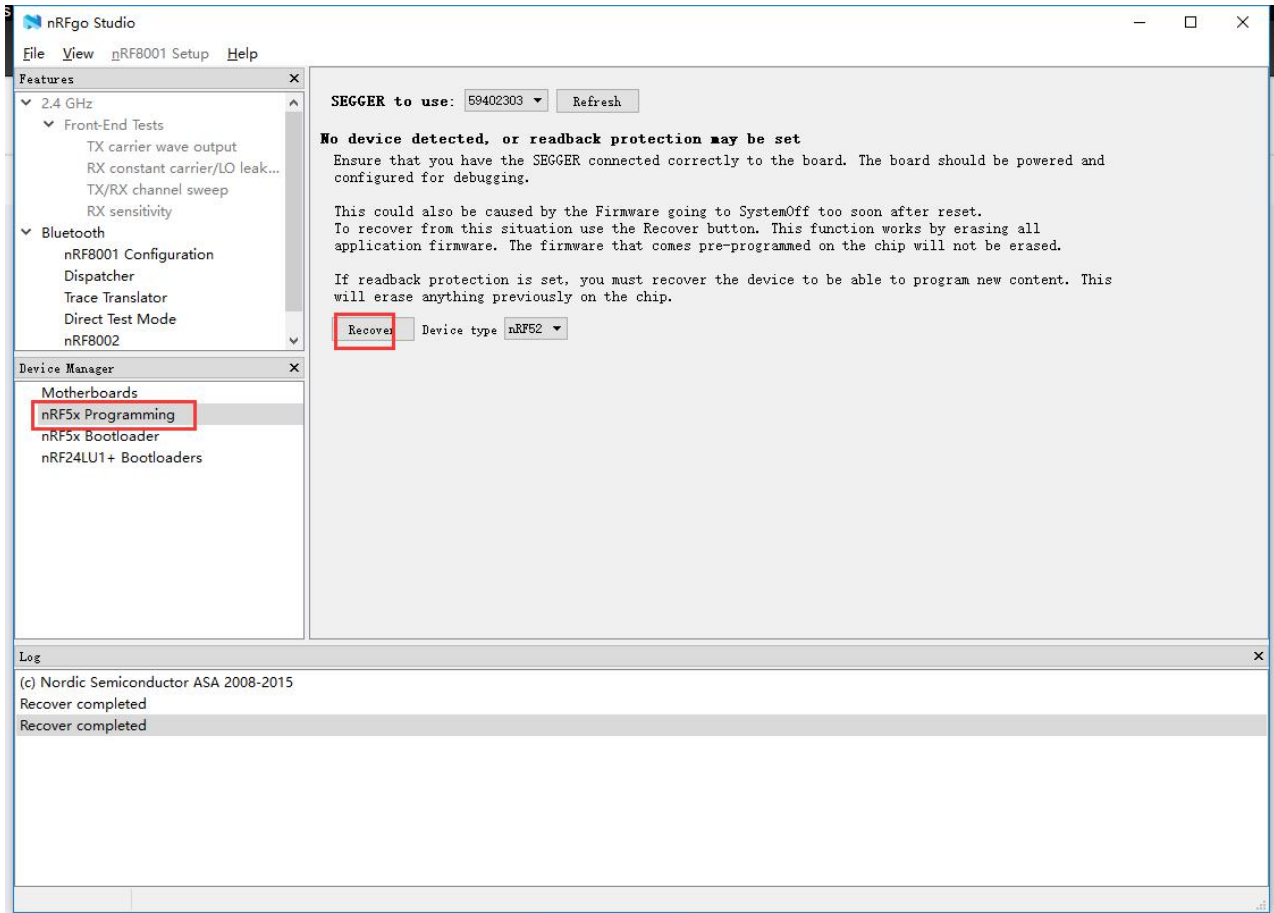 s
nRFgo Studio
File View nRF8001 Setup Help
Features
2.4 GHz
Front-End Tests
TX carrier wave output
RX constant carrier/LO leak...
TX/RX channel sweep
RX sensitivity
Bluetooth
nRF8001 Configuration
Dispatcher
Trace Translator
Direct Test Mode
nRF8002
Device Manager
Motherboards
nRF5x Programming
nRF5x Bootloader
nRF24LU1+ Bootloaders
SEGGER to use: 59402303 Refresh
No device detected, or readback protection may be set
Ensure that you have the SEGGER connected correctly to the board. The board should be powered and
configured for debugging.
This could also be caused by the Firmware going to SystemOff too soon after reset.
To recover from this situation use the Recover button. This function works by erasing all
application firmware. The firmware that comes pre-programmed on the chip will not be erased.
If readback protection is set, you must recover the device to be able to program new content. This
will erase anything previously on the chip.
Recover Device type nRF52
Log
(c) Nordic Semiconductor ASA 2008-2015
Recover completed
Recover completed